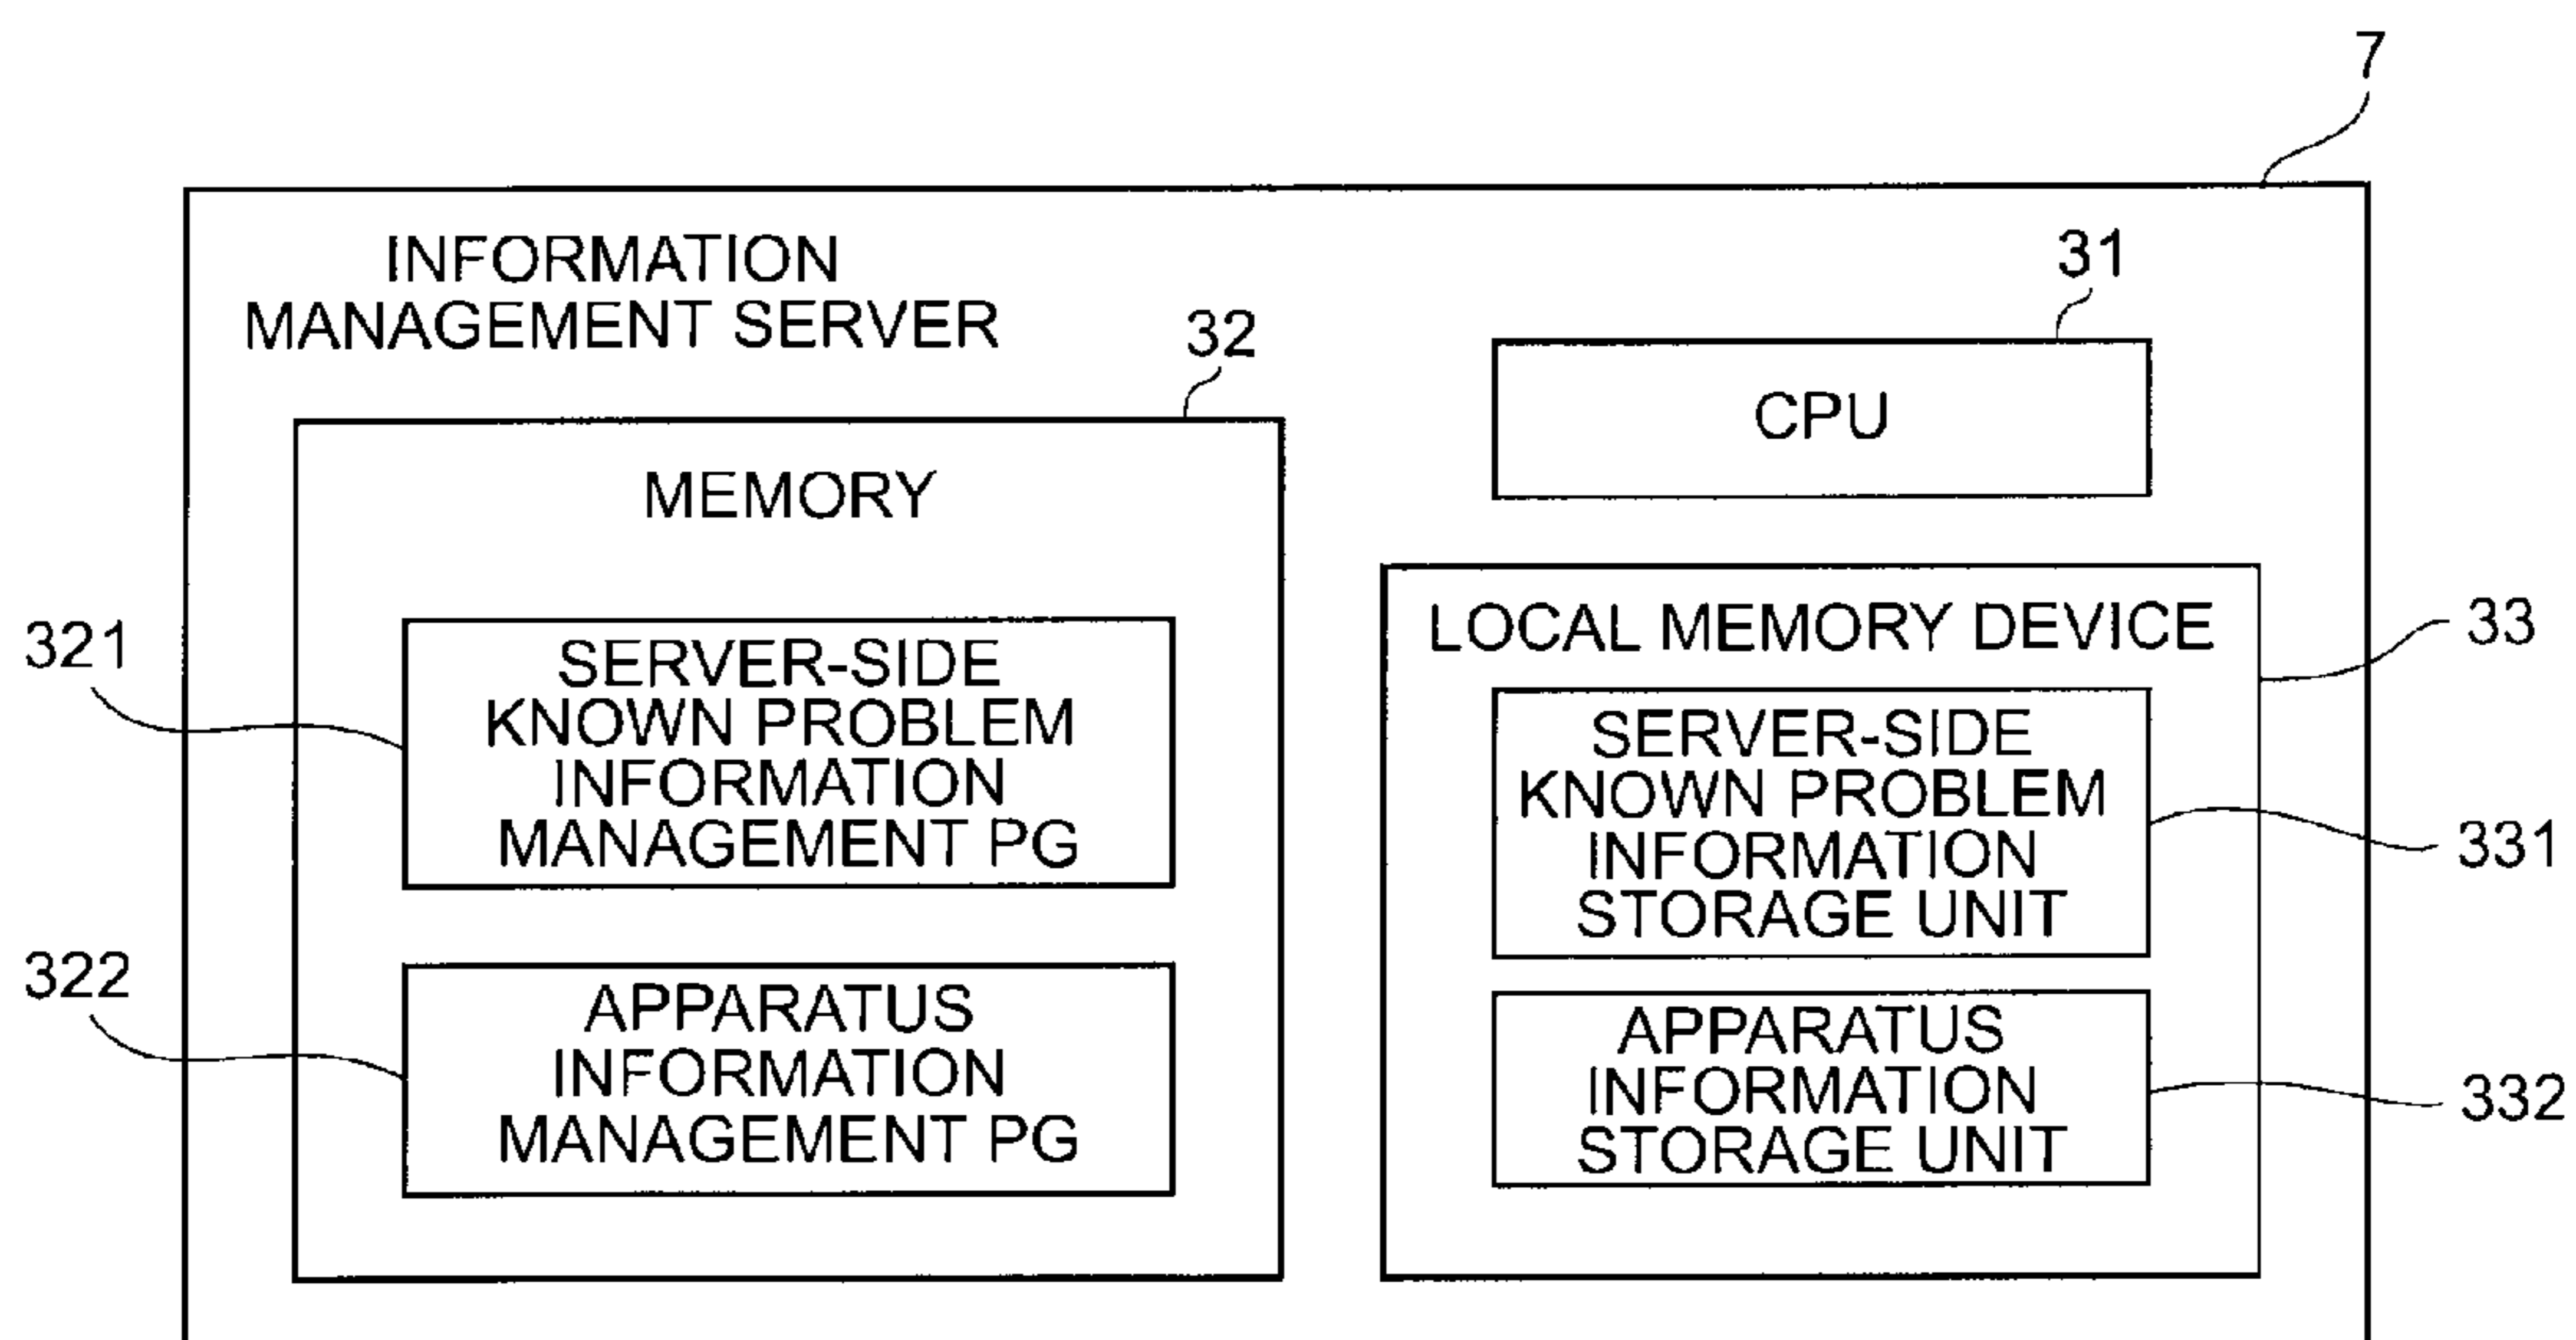 7
INFORMATION
MANAGEMENT SERVER
31
32
CPU
MEMORY
LOCAL MEMORY DEVICE
33
321
SERVER-SIDE
KNOWN PROBLEM
INFORMATION
MANAGEMENT PG
SERVER-SIDE
KNOWN PROBLEM
INFORMATION
STORAGE UNIT
331
322
APPARATUS
INFORMATION
MANAGEMENT PG
APPARATUS
INFORMATION
STORAGE UNIT
332